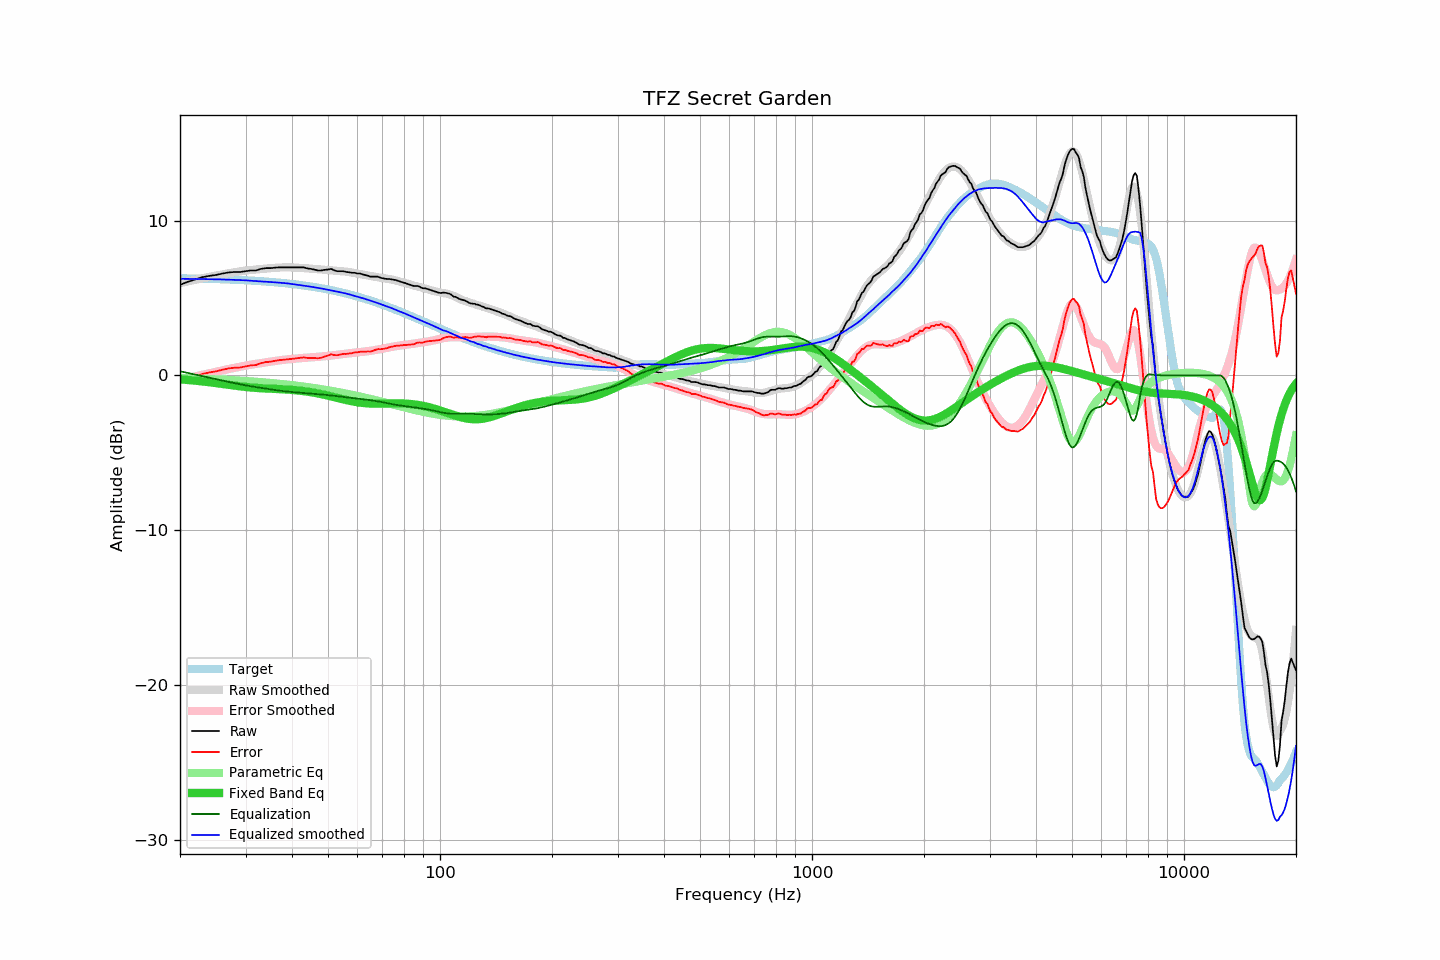 TFZ Secret Garden
Amplitude (dBr)
10
0
−10
−20
−30
Target
Raw Smoothed
Error Smoothed
Raw
Error
Parametric Eq
Fixed Band Eq
Equalization
Equalized smoothed
100
1000
10000
Frequency (Hz)